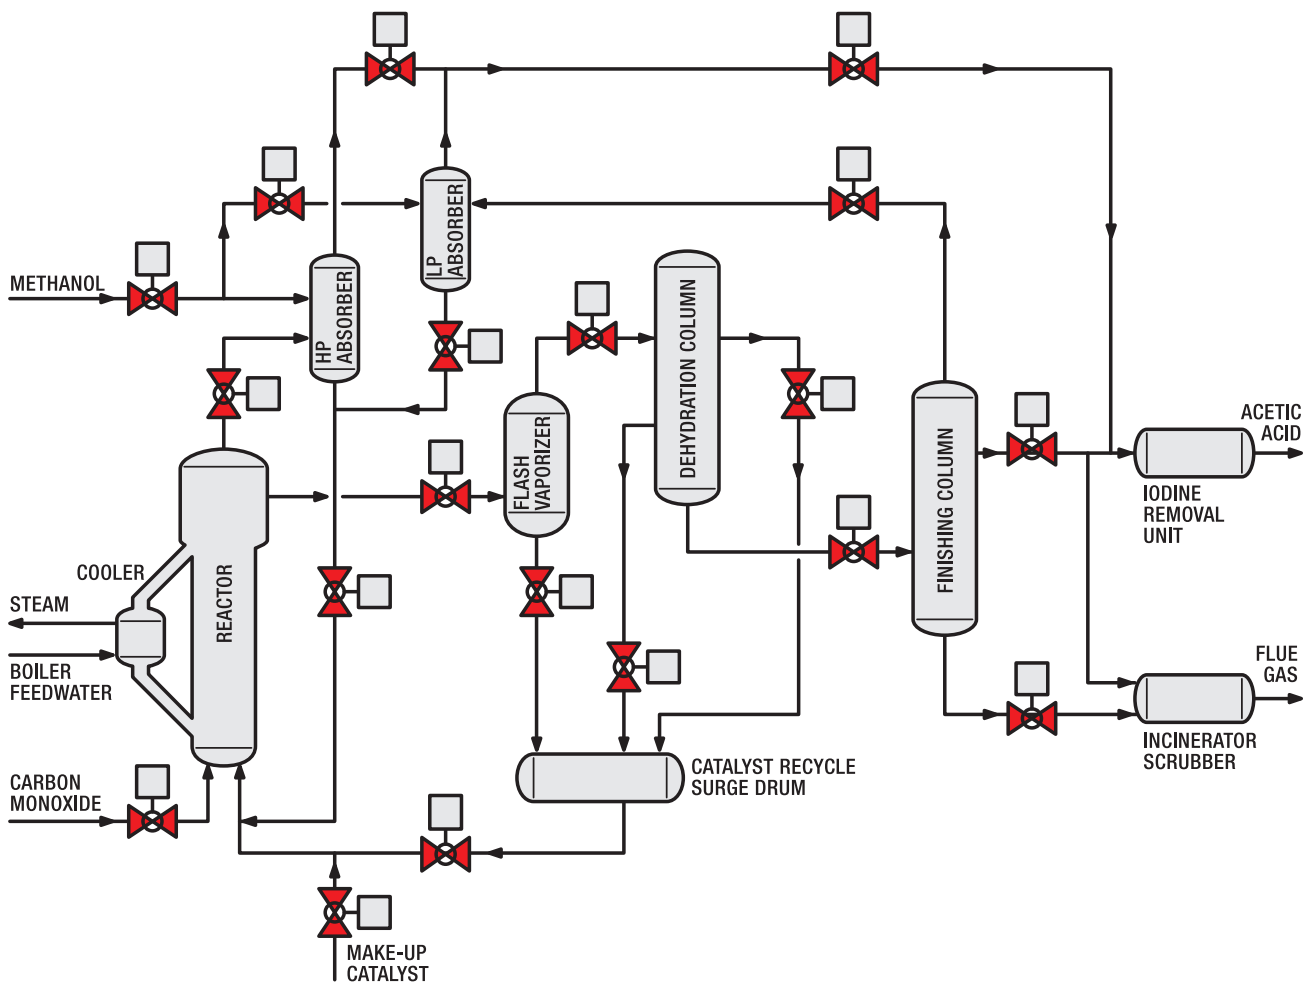 LP
ABSORBER
METHANOL
HP
ABSORBER
DEHYDRATION COLUMN
FLASH
VAPORIZER
FINISHING COLUMN
ACETIC
ACID
IODINE
REMOVAL
UNIT
COOLER
STEAM
REACTOR
BOILER
FEEDWATER
FLUE
GAS
INCINERATOR
SCRUBBER
CARBON
MONOXIDE
CATALYST RECYCLE
SURGE DRUM
MAKE-UP
CATALYST